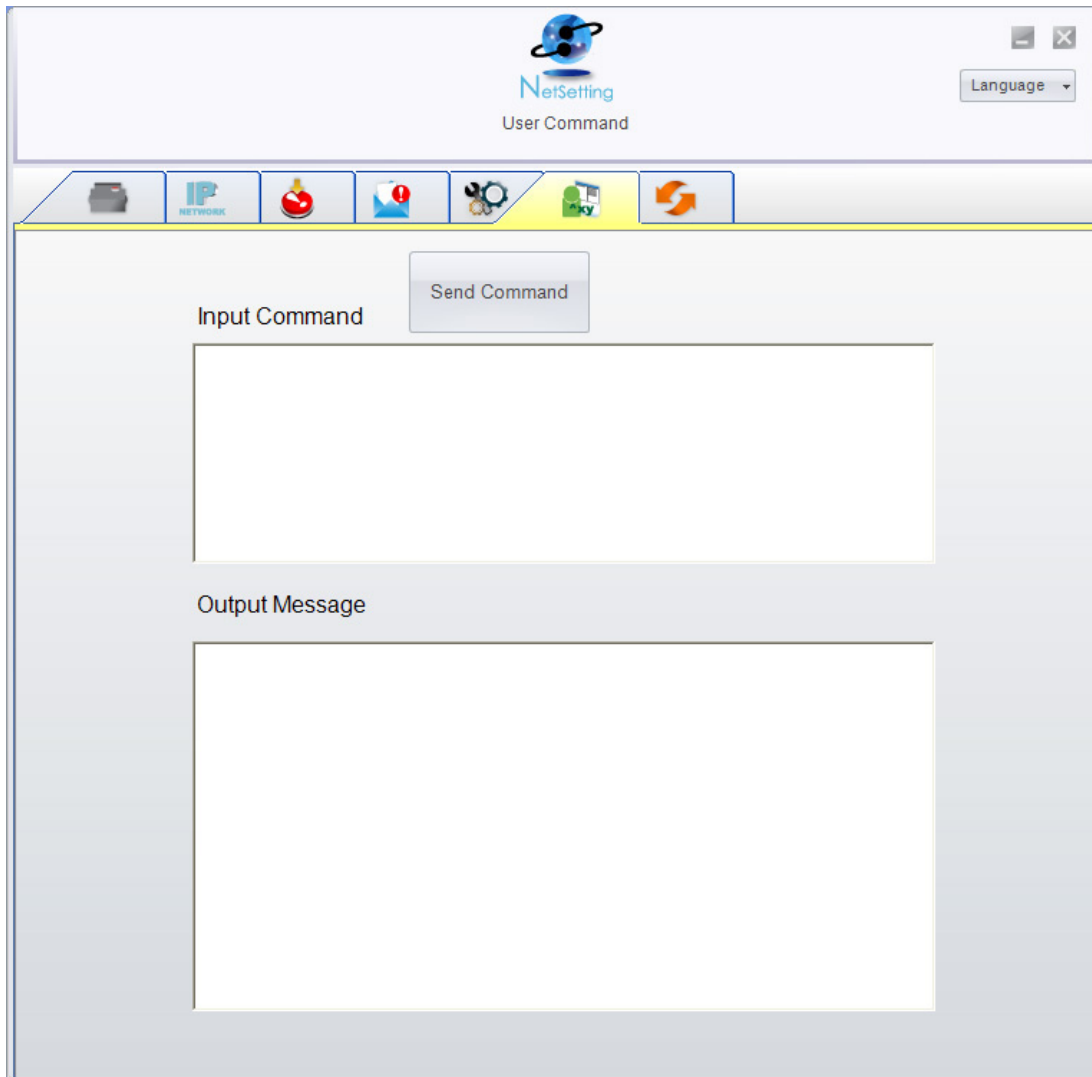 NetSetting
User Command
Language
IP
NETWORK
^xy
Send Command
Input Command
Output Message